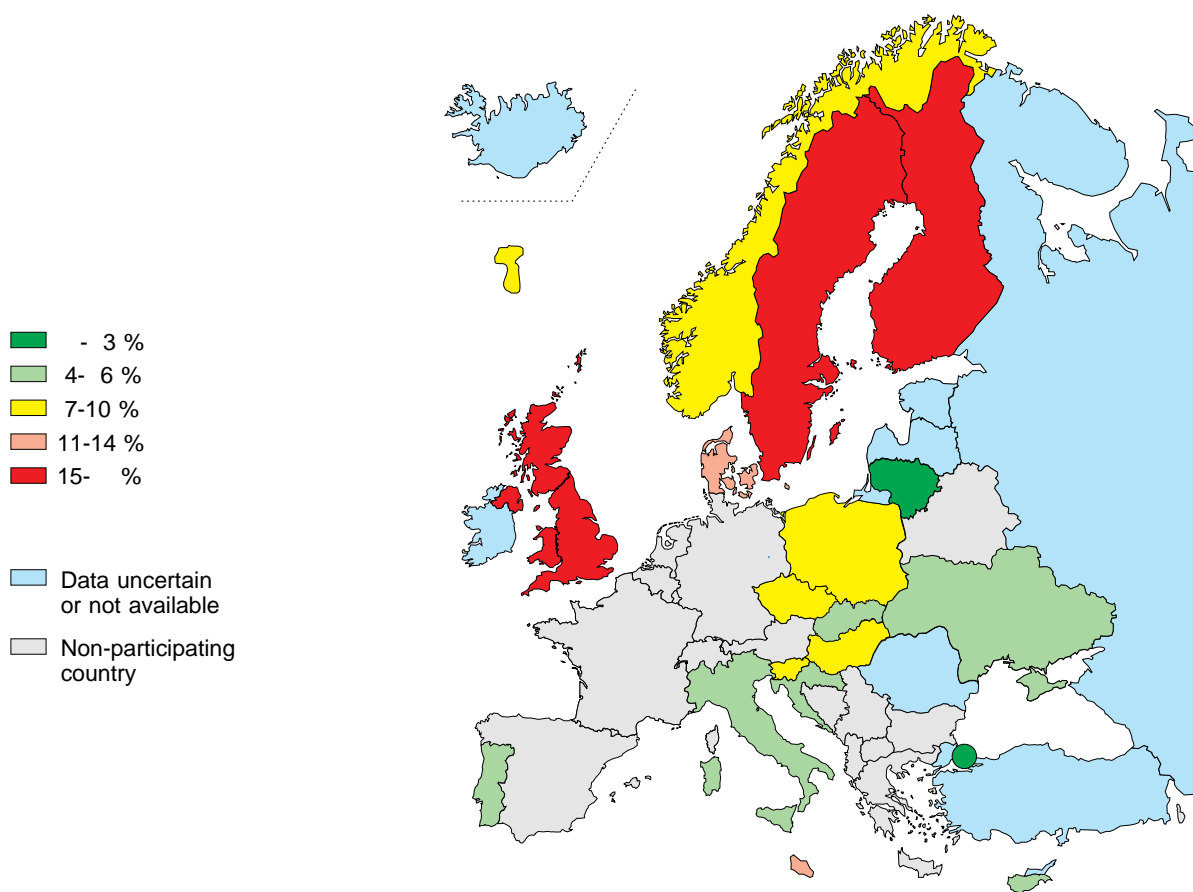 - 3 %
4- 6 %
7-10 %
11-14 %
15- %
Data uncertain
or not available
Non-participating
country